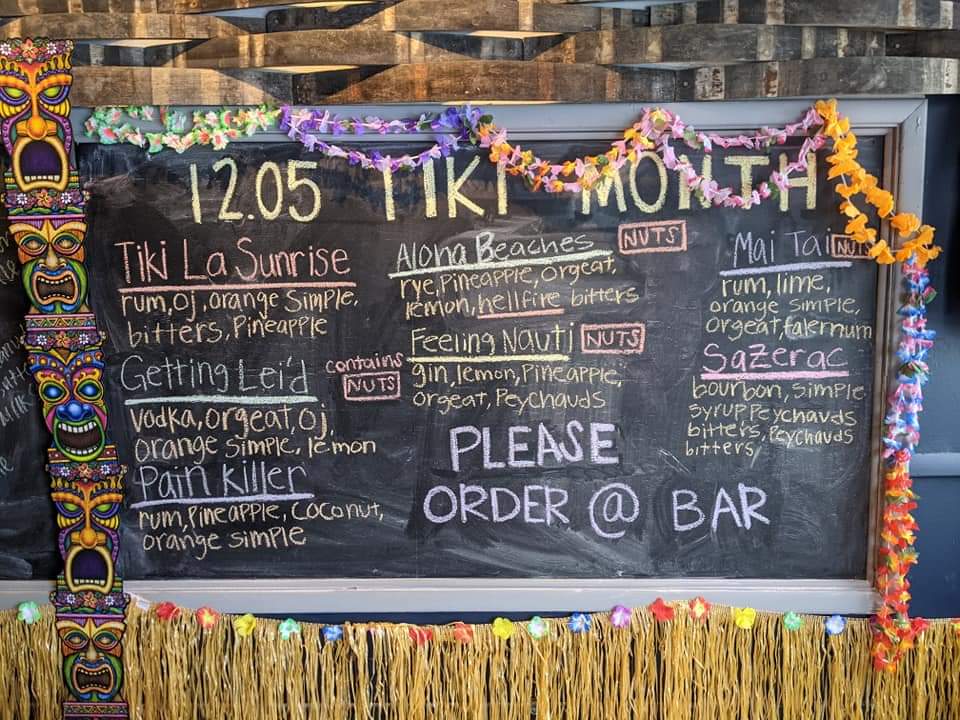 12.05 TIKI MONTH
Tiki La Sunrise
rum, oj, orange Simple,
bitters, Pineapple
Getting Lei'd
contains
NUTS
vodka, orgeat, oj,
orange simple, lemon
Pain Killer
rum, Pineapple, Coconut,
orange simple
Aloha Beaches NUTS
rye, Pineapple, orgeat,
lemon, hellfire bitters
Feeling Nauti NUTS
gin, lemon, Pineapple,
orgeat, Peychauds
PLEASE
ORDER @ BAR
Mai Tai NUTS
rum, lime,
orange simple,
Orgeat, falernum
Sazerac
bourbon, simple
syrup Peychauds
bitters, Peychauds
bitters